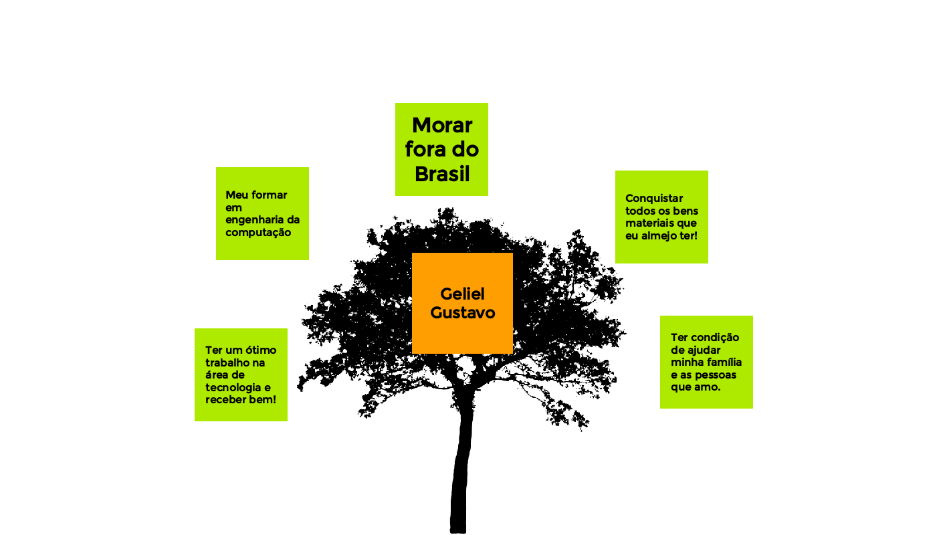 Morar
fora do
Brasil
Meu formar
em
engenharia da
computação
Conquistar
todos os bens
materiais que
eu almejo ter!
Geliel
Gustavo
Ter um ótimo
trabalho na
área de
tecnologia e
receber bem!
Ter condição
de ajudar
minha família
e as pessoas
que amo.